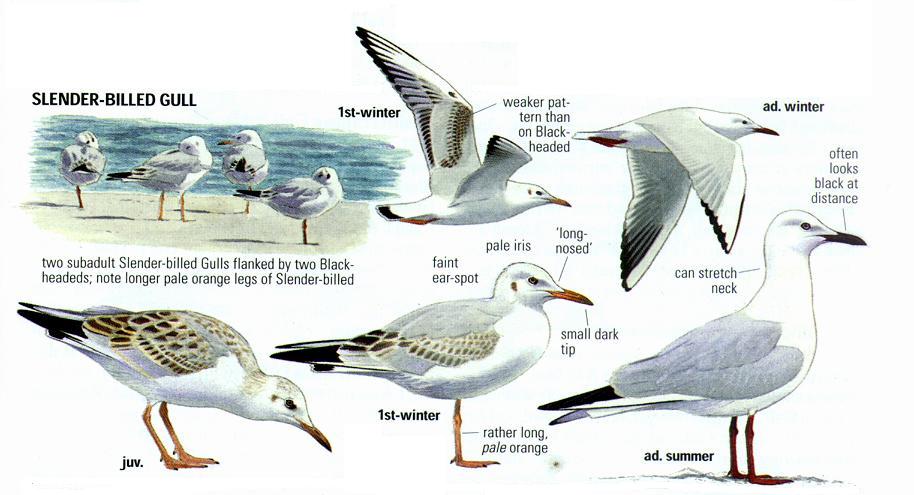 SLENDER-BILLED GULL
1st-winter
weaker pat-
tern than
on Black-
headed
ad. winter
often
looks
black at
distance
two subadult Slender-billed Gulls flanked by two Black-
headeds; note longer pale orange legs of Slender-billed
pale iris
'long-
nosed'
faint
ear-spot
can stretch
neck
small dark
tip
1st-winter
rather long,
pale orange
juv.
ad. summer